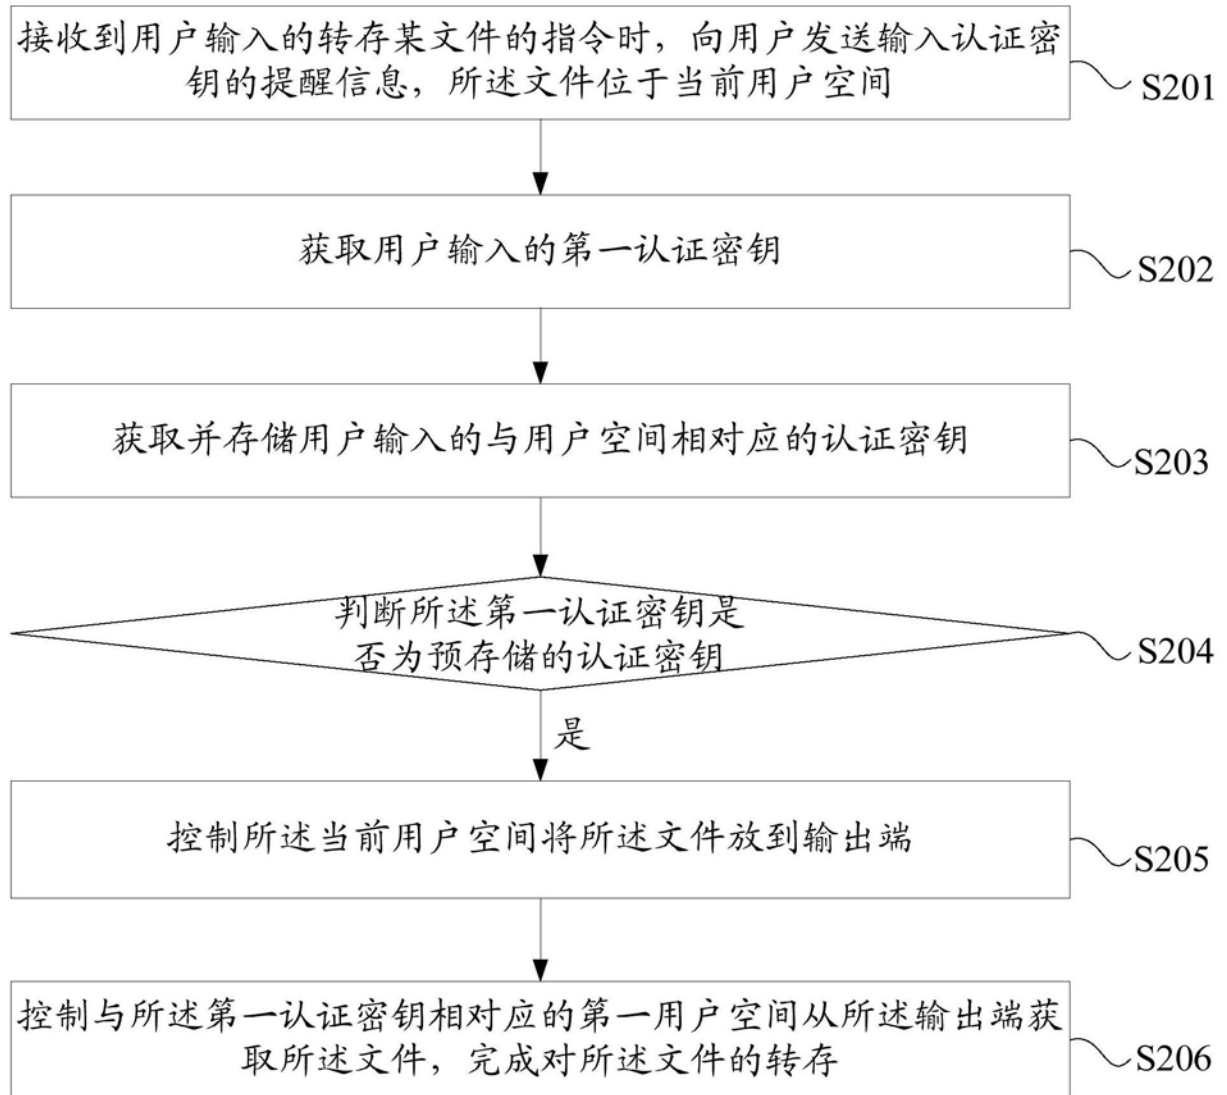 接收到用户输入的转存某文件的指令时，向用户发送输入认证密
钥的提醒信息，所述文件位于当前用户空间
S201
获取用户输入的第一认证密钥
S202
获取并存储用户输入的与用户空间相对应的认证密钥
S203
判断所述第一认证密钥是
否为预存储的认证密钥
S204
是
控制所述当前用户空间将所述文件放到输出端
S205
控制与所述第一认证密钥相对应的第一用户空间从所述输出端获
取所述文件，完成对所述文件的转存
S206